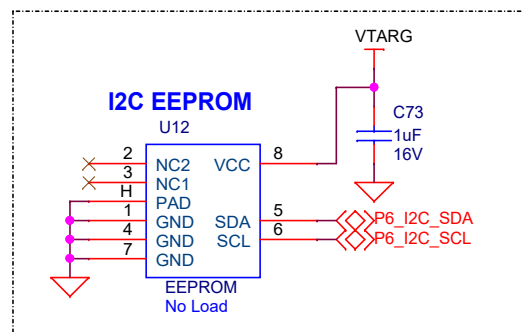 VTARG
I2C EEPROM
U12
C73
1uF
16V
2 NC2 VCC 8
3 NC1
H PAD
1 GND SDA 5 P6_I2C_SDA
4 GND SCL 6 P6_I2C_SCL
7 GND
EEPROM
No Load